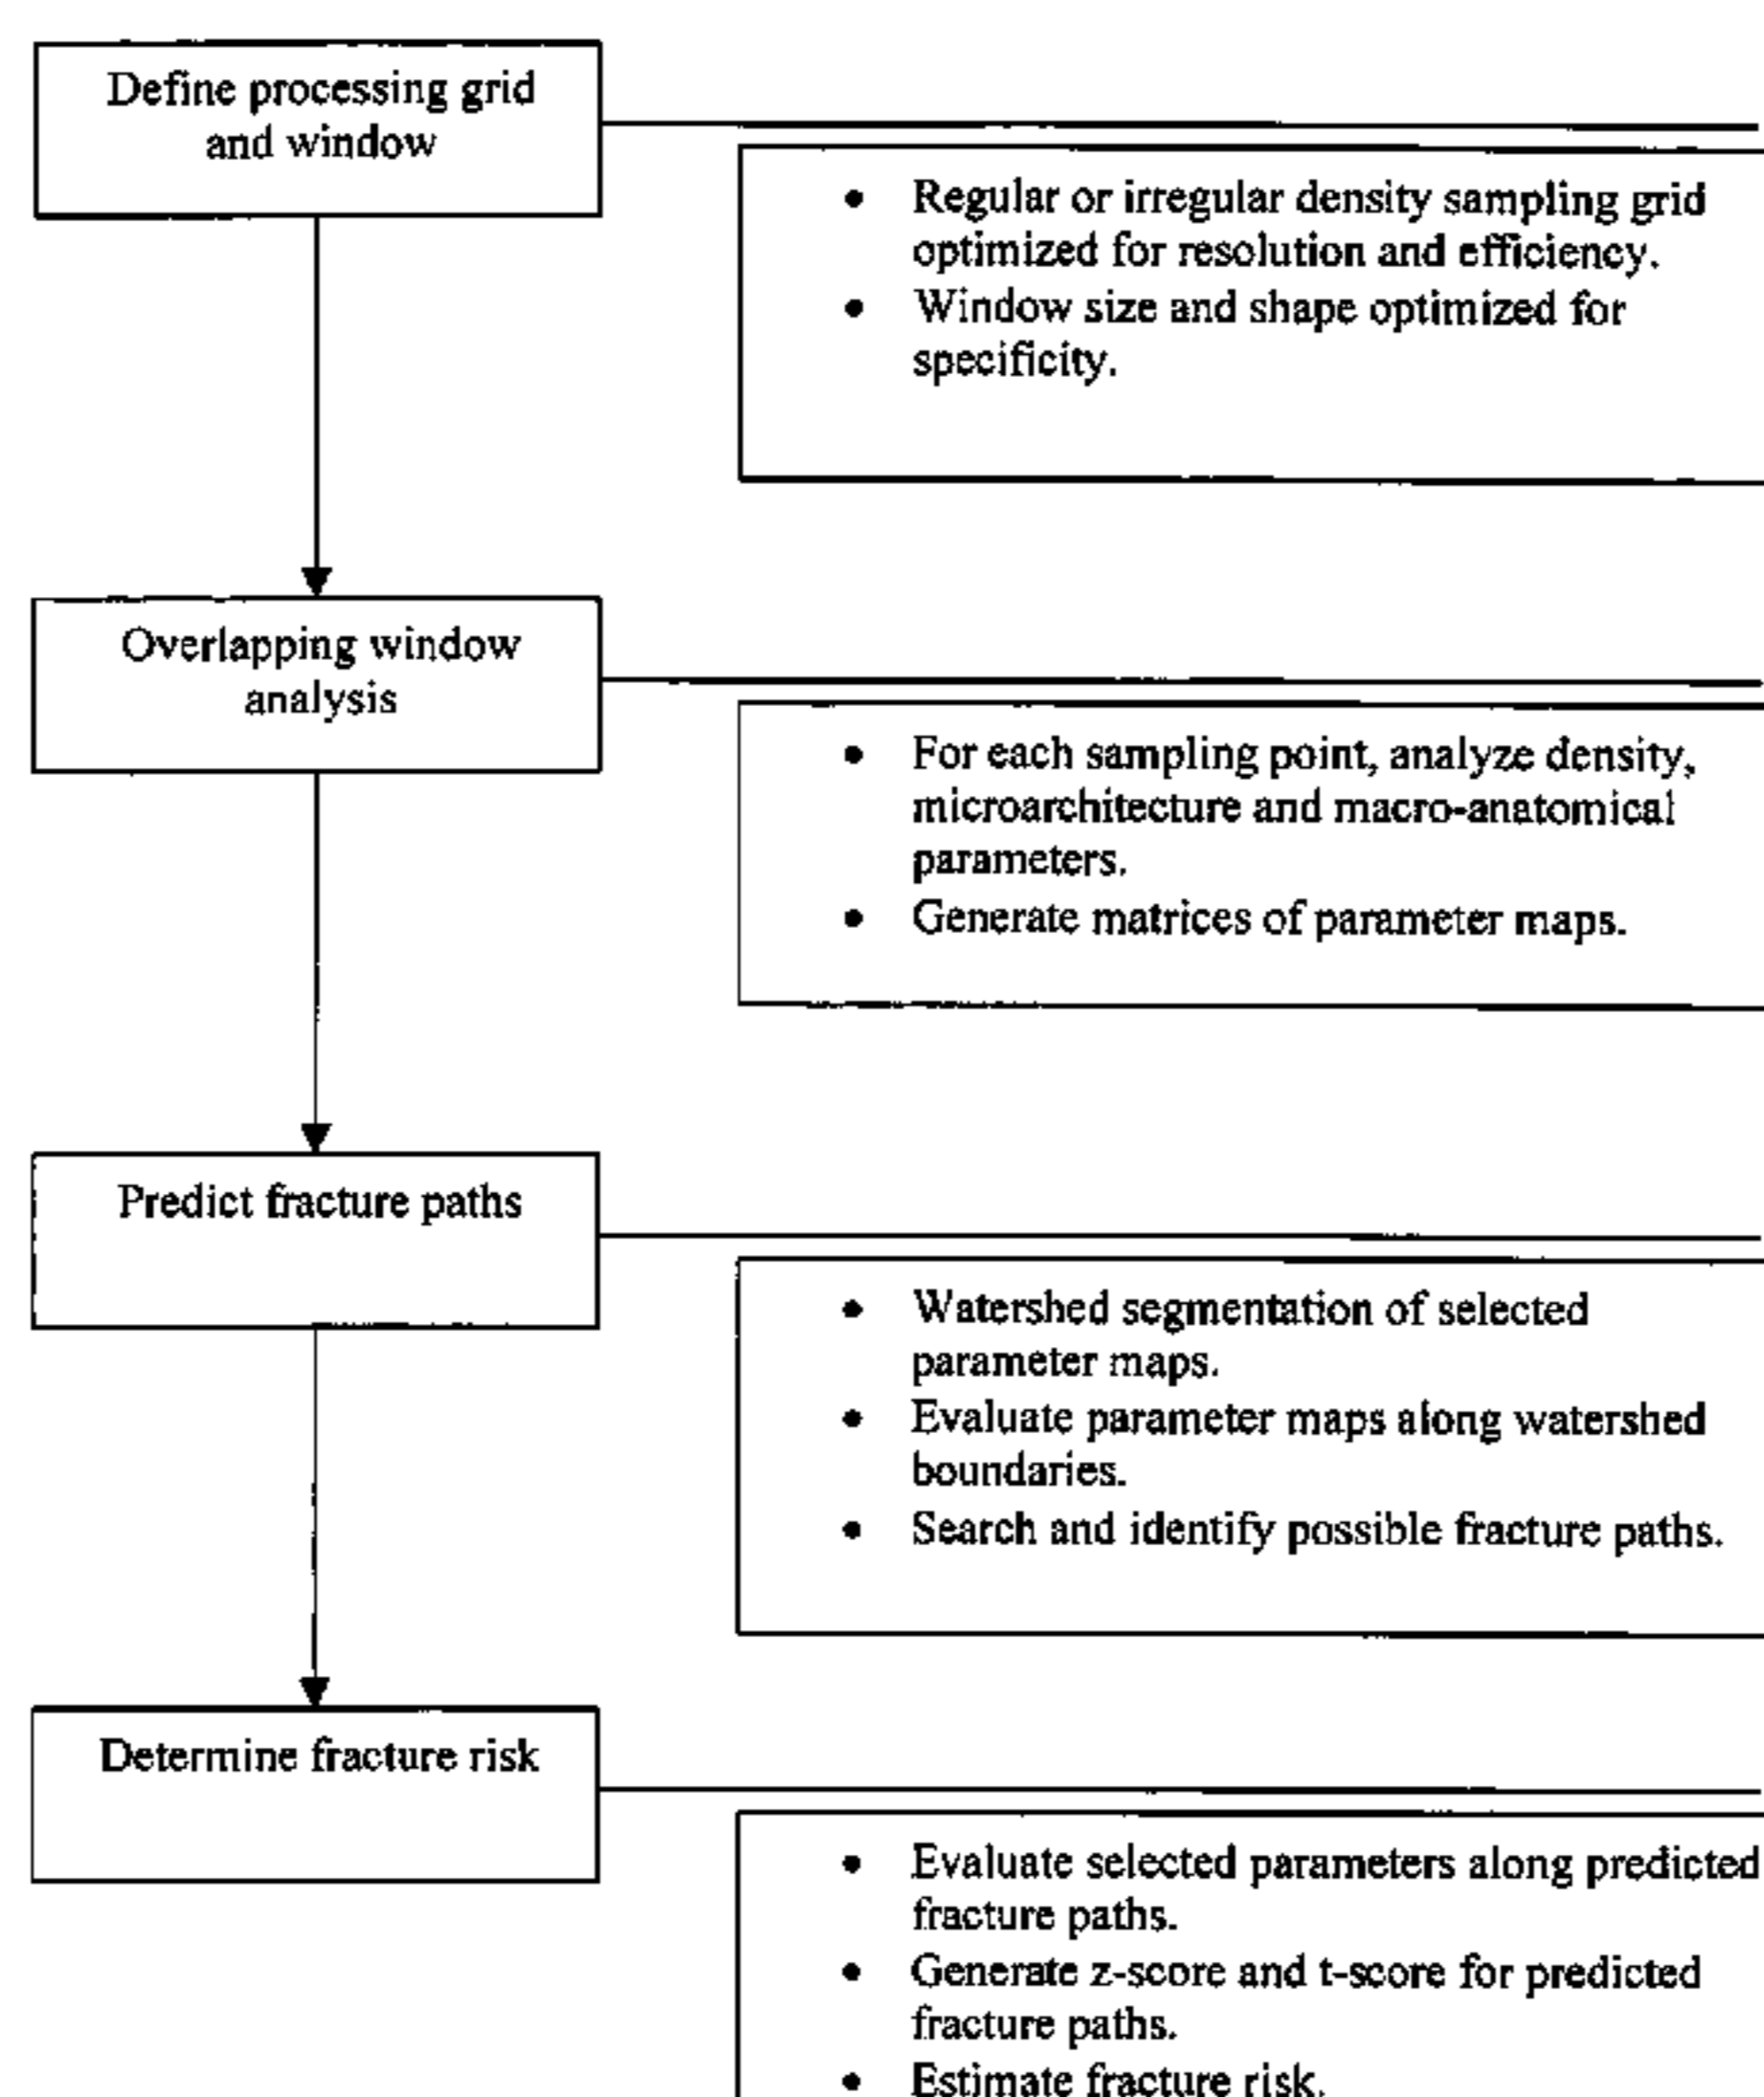 Define processing grid
and window
• Regular or irregular density sampling grid
optimized for resolution and efficiency.
• Window size and shape optimized for
specificity.
Overlapping window
analysis
• For each sampling point, analyze density,
microarchitecture and macro-anatomical
parameters.
• Generate matrices of parameter maps.
Predict fracture paths
• Watershed segmentation of selected
parameter maps.
• Evaluate parameter maps along watershed
boundaries.
• Search and identify possible fracture paths.
Determine fracture risk
• Evaluate selected parameters along predicted
fracture paths.
• Generate z-score and t-score for predicted
fracture paths.
• Estimate fracture risk.